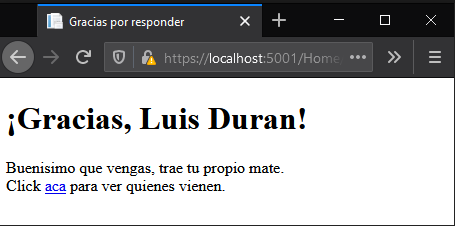 Gracias por responder
https://localhost:5001/Home
¡Gracias, Luis Duran!
Buenisimo que vengas, trae tu propio mate.
Click aca para ver quienes vienen.